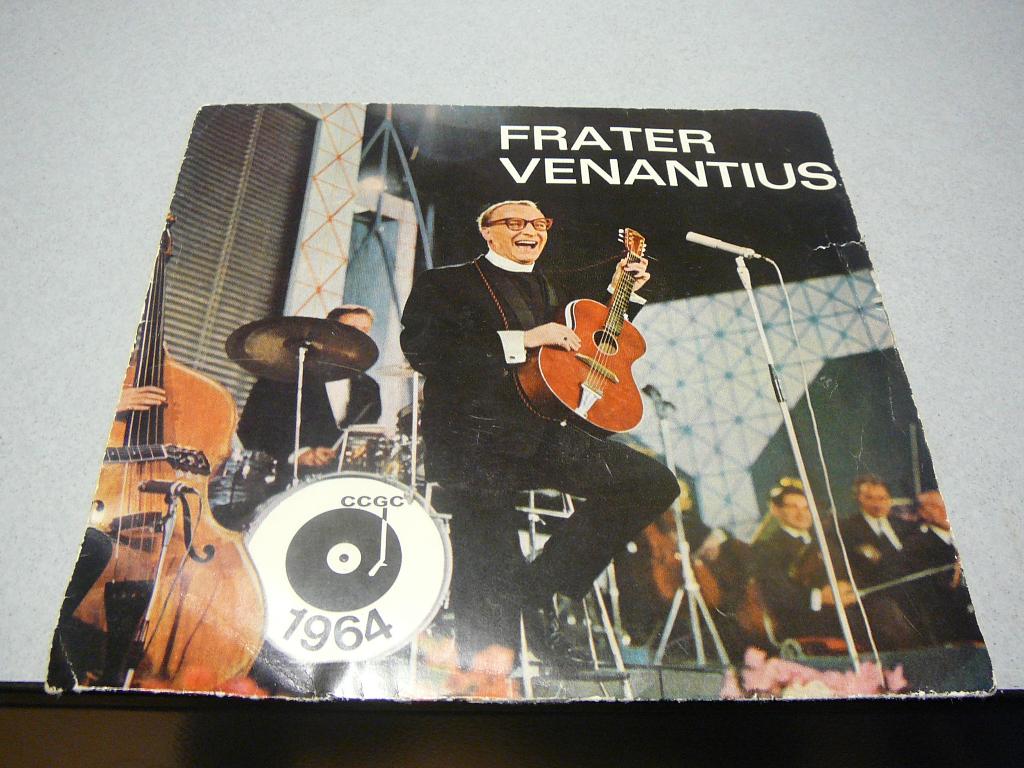 FRATER
VENANTIUS
CCGC
1964